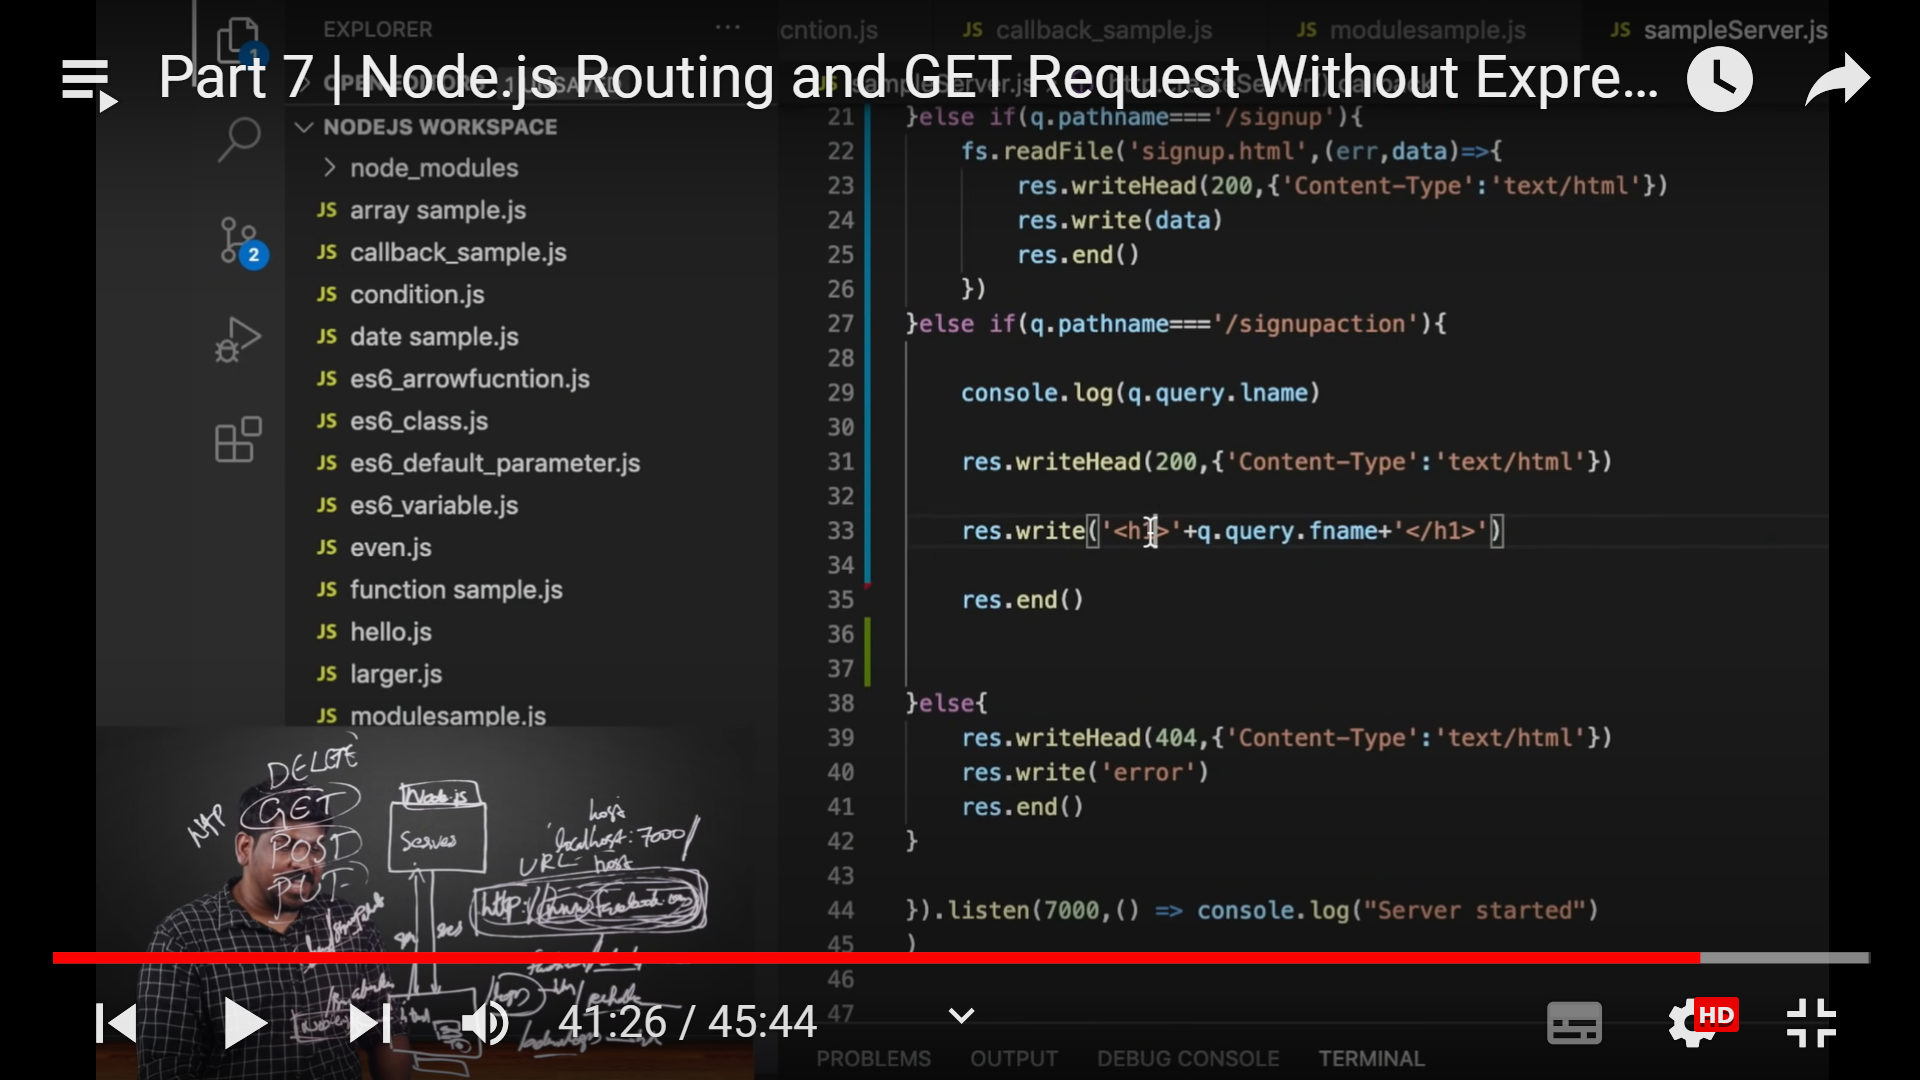 EXPLORER
cntion.js
callback_sample.js
modulesample.js
sampleServer.js
Part 7 | Node.js Routing and GET Request Without Expre...
NODEJS WORKSPACE
node_modules
JS array sample.js
JS callback_sample.js
JS condition.js
JS date sample.js
JS es6_arrowfucntion.js
JS es6_class.js
JS es6_default_parameter.js
JS es6_variable.js
JS even.js
JS function sample.js
JS hello.js
JS larger.js
JS modulesample.js
2
21 }else if(q.pathname==='/signup'){
22 fs.readFile('signup.html',(err,data)=>{
23 res.writeHead(200,{'Content-Type':'text/html'})
24 res.write(data)
25 res.end()
26 })
27 }else if(q.pathname==='/signupaction'){
28
29 console.log(q.query.lname)
30
31 res.writeHead(200,{'Content-Type':'text/html'})
32
33 res.write('<h1>'+q.query.fname+'</h1>')
34
35 res.end()
36
37
38 }else{
39 res.writeHead(404,{'Content-Type':'text/html'})
40 res.write('error')
41 res.end()
42 }
43
44 }).listen(7000,() => console.log("Server started")
45 )
46
47
DELETE
GET
POST
PUT
Node.js
Server
host
localhost:7000/
URL - host
http://www.facebook.com
res
41:26 / 45:44
HD
PROBLEMS OUTPUT DEBUG CONSOLE TERMINAL